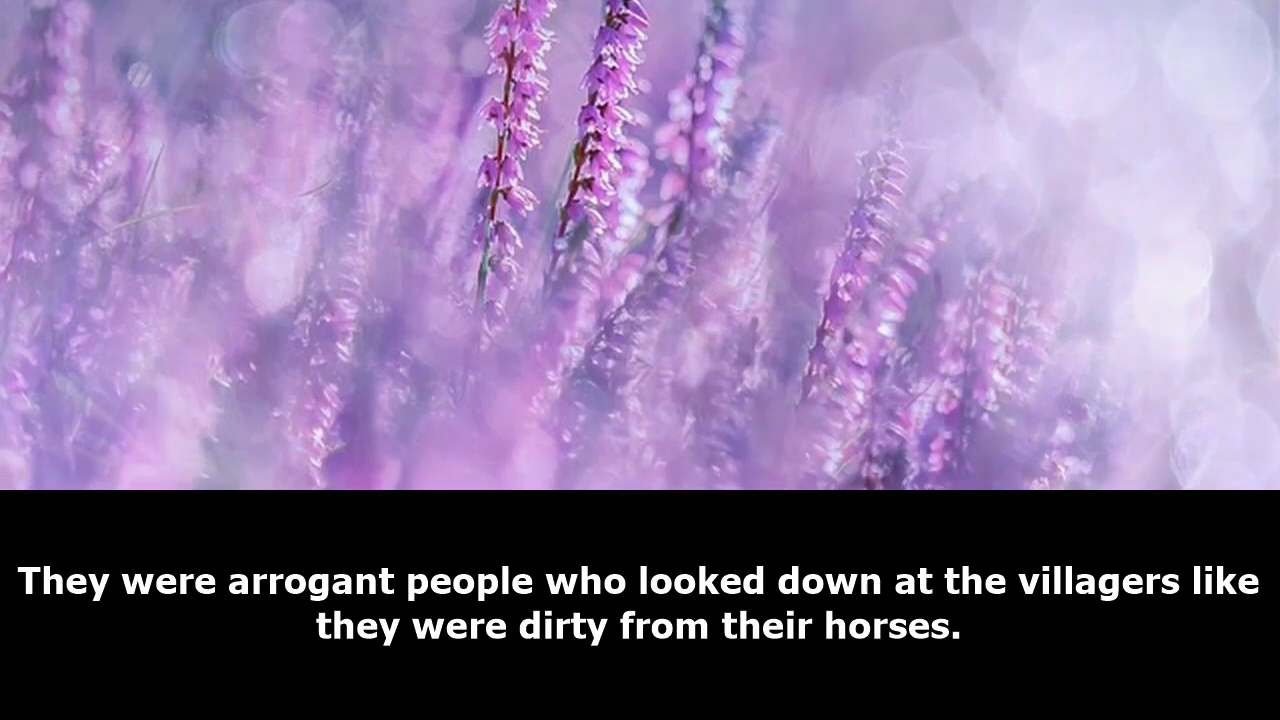 They were arrogant people who looked down at the villagers like
they were dirty from their horses.